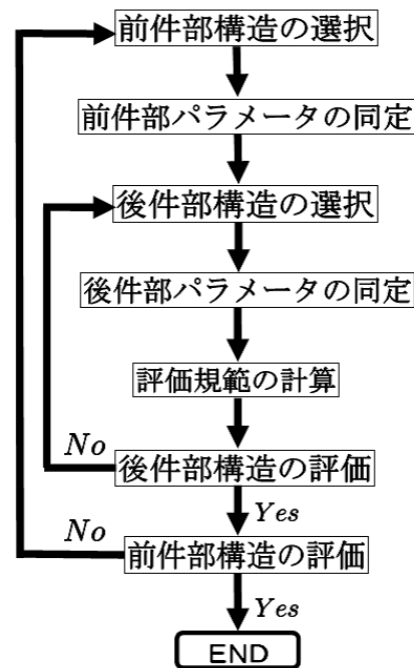 前件部構造の選択
前件部パラメータの同定
後件部構造の選択
後件部パラメータの同定
評価規範の計算
No
後件部構造の評価
Yes
No
前件部構造の評価
Yes
END